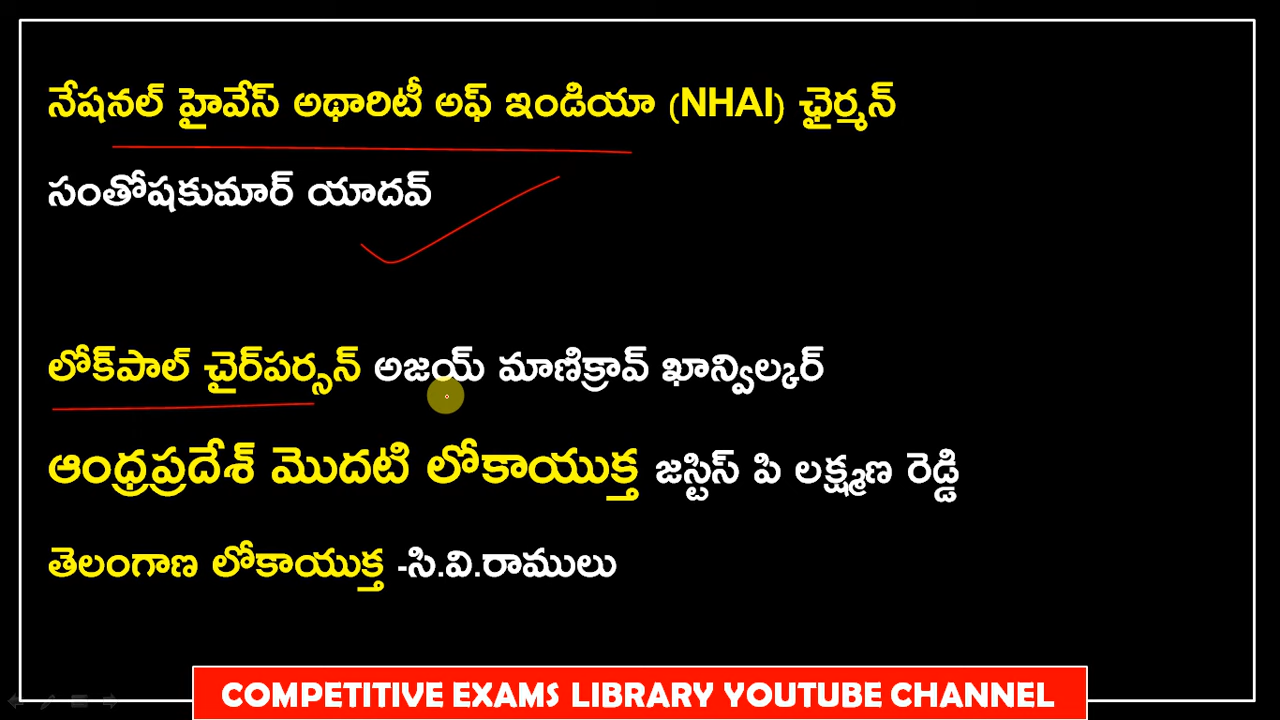 నేషనల్ హైవేస్ అథారిటీ అఫ్ ఇండియా (NHAI) ఛైర్మన్
సంతోషకుమార్ యాదవ్
లోక్‌పాల్ చైర్‌పర్సన్ అజయ్ మాణిక్రావ్ ఖాన్విల్కర్
ఆంధ్రప్రదేశ్ మొదటి లోకాయుక్త జస్టిస్ పి లక్ష్మణ రెడ్డి
తెలంగాణ లోకాయుక్త -సి.వి.రాములు
COMPETITIVE EXAMS LIBRARY YOUTUBE CHANNEL